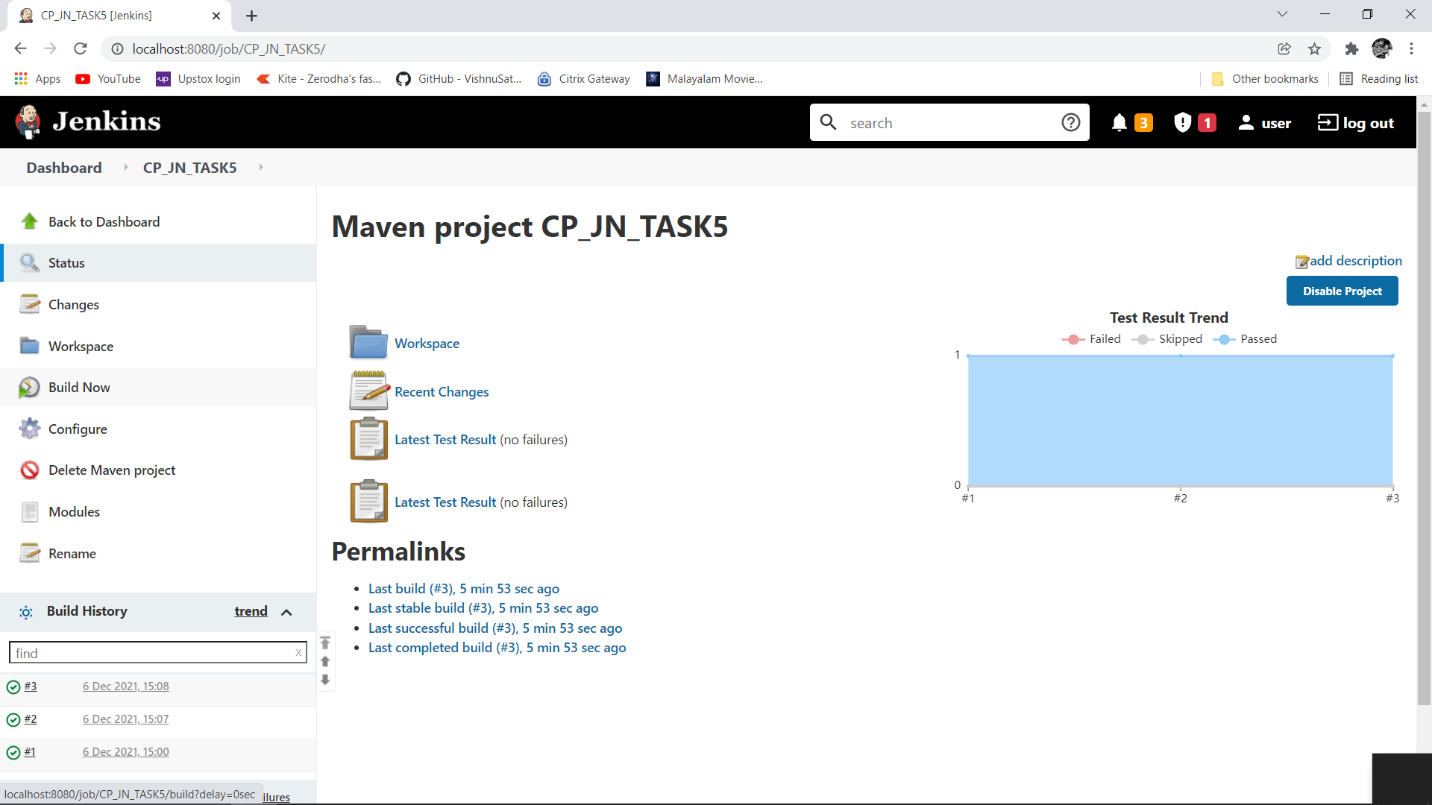 CP_JN_TASK5 [Jenkins]
localhost:8080/job/CP_JN_TASK5/
Apps YouTube Upstox login Kite - Zerodha's fas... GitHub - VishnuSat... Citrix Gateway Malayalam Movie... Other bookmarks Reading list
Jenkins search 3 1 user log out
Dashboard CP_JN_TASK5
Back to Dashboard
Status
Changes
Workspace
Build Now
Configure
Delete Maven project
Modules
Rename
Build History trend
find x
#3 6 Dec 2021, 15:08
#2 6 Dec 2021, 15:07
#1 6 Dec 2021, 15:00
localhost:8080/job/CP_JN_TASK5/build?delay=0sec ilures
Maven project CP_JN_TASK5
add description
Disable Project
Workspace
Recent Changes
Latest Test Result (no failures)
Latest Test Result (no failures)
Test Result Trend
Failed Skipped Passed
1
0
#1 #2 #3
Permalinks
Last build (#3), 5 min 53 sec ago
Last stable build (#3), 5 min 53 sec ago
Last successful build (#3), 5 min 53 sec ago
Last completed build (#3), 5 min 53 sec ago